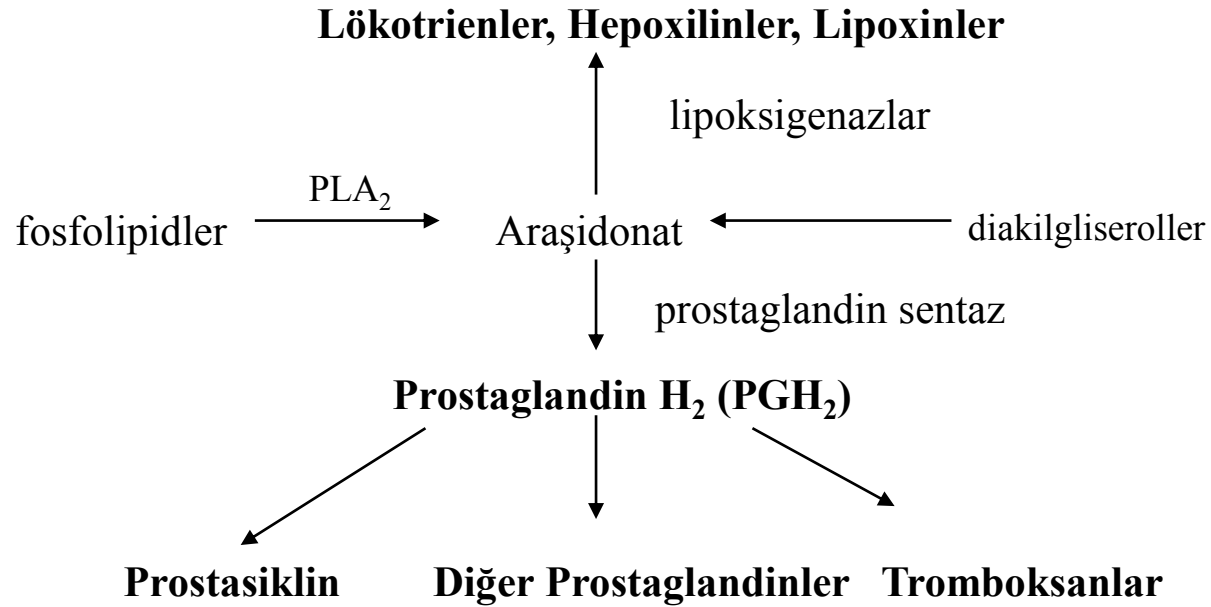 Lökotrienler, Hepoxilinler, Lipoxinler
lipoksigenazlar
PLA₂
fosfolipidler Araşidonat diakilgliseroller
prostaglandin sentaz
Prostaglandin H₂ (PGH₂)
Prostasiklin Diğer Prostaglandinler Tromboksanlar